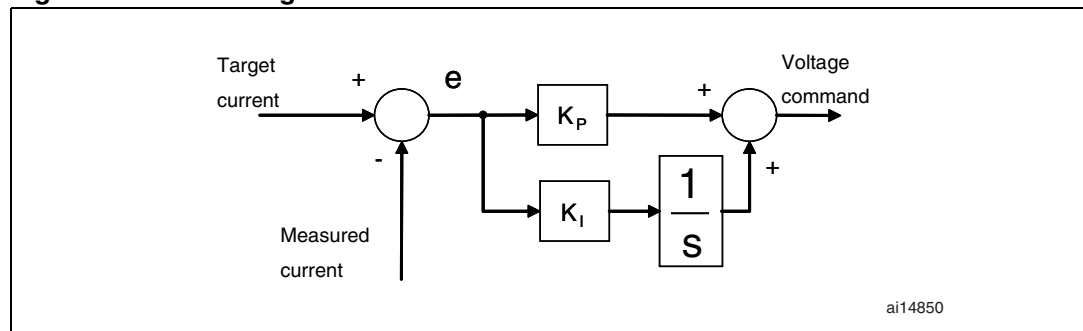 Target
current
+
-
e
K_P
+
Voltage
command
K_I
1
S
+
Measured
current
ai14850